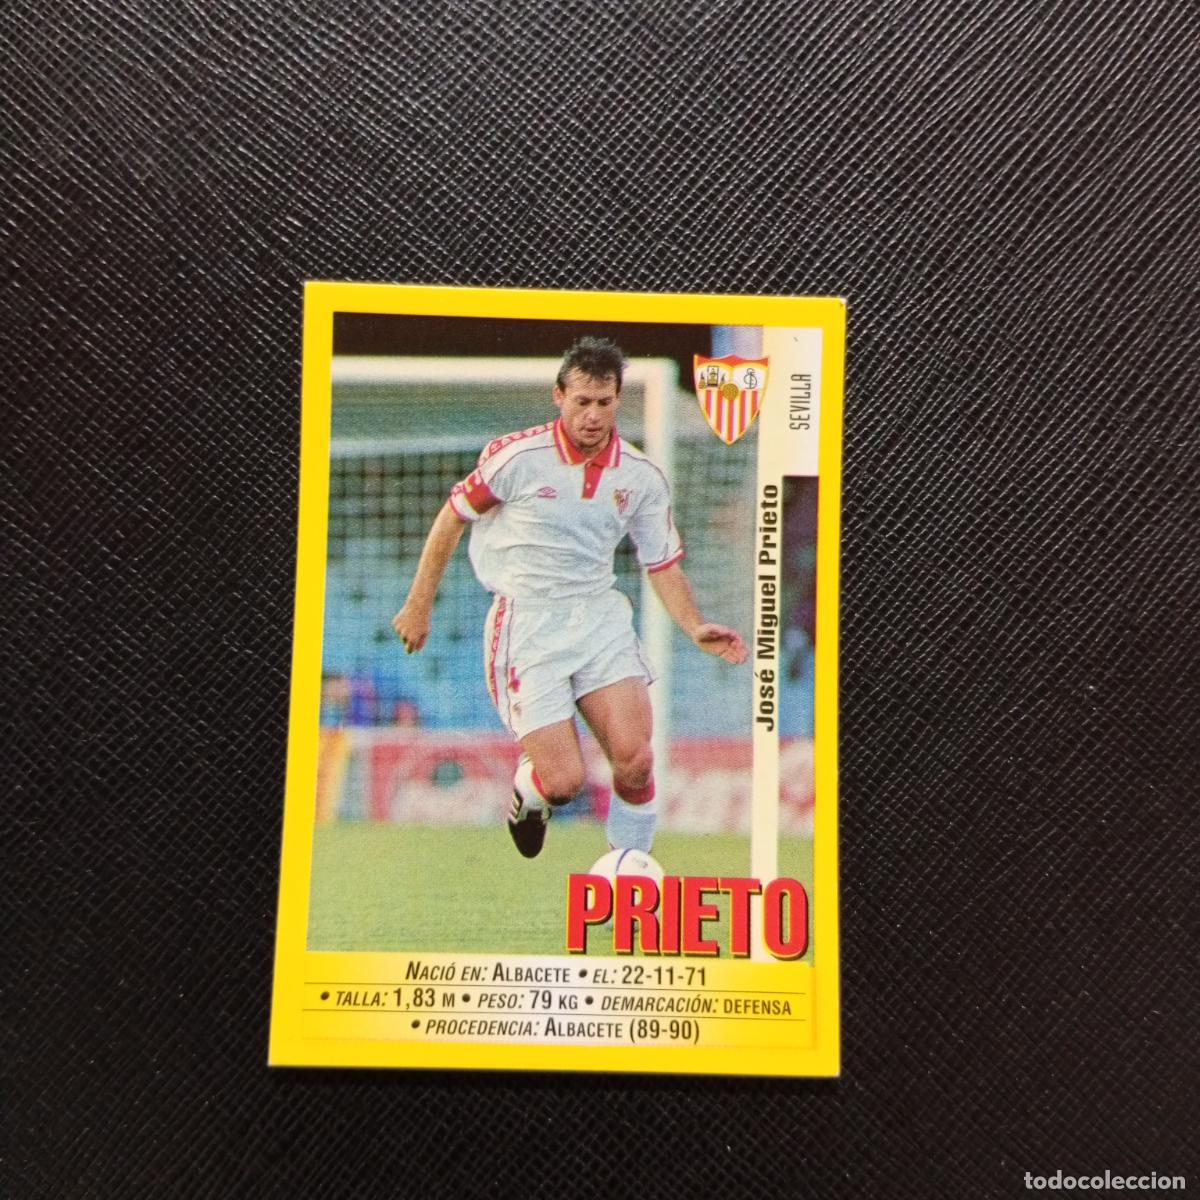 SEVILLA
José Miguel Prieto
PRIETO
NACIÓ EN: ALBACETE • EL: 22-11-71
• TALLA: 1,83 M • PESO: 79 KG • DEMARCACIÓN: DEFENSA
• PROCEDENCIA: ALBACETE (89-90)
todocoleccion